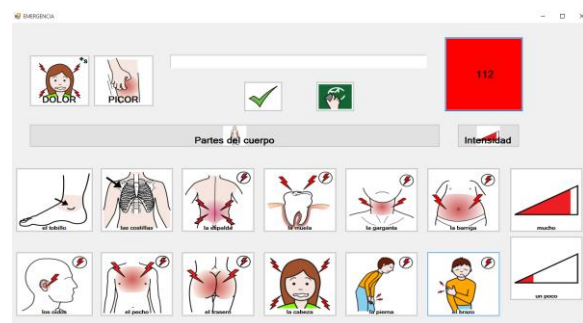 EMERGENCIA
DOLOR
PICOR
112
Partes del cuerpo
Intensidad
el tobillo
las costillas
la espalda
la muela
la garganta
la barriga
mucho
los oídos
el pecho
el trasero
la cabeza
la pierna
el brazo
un poco